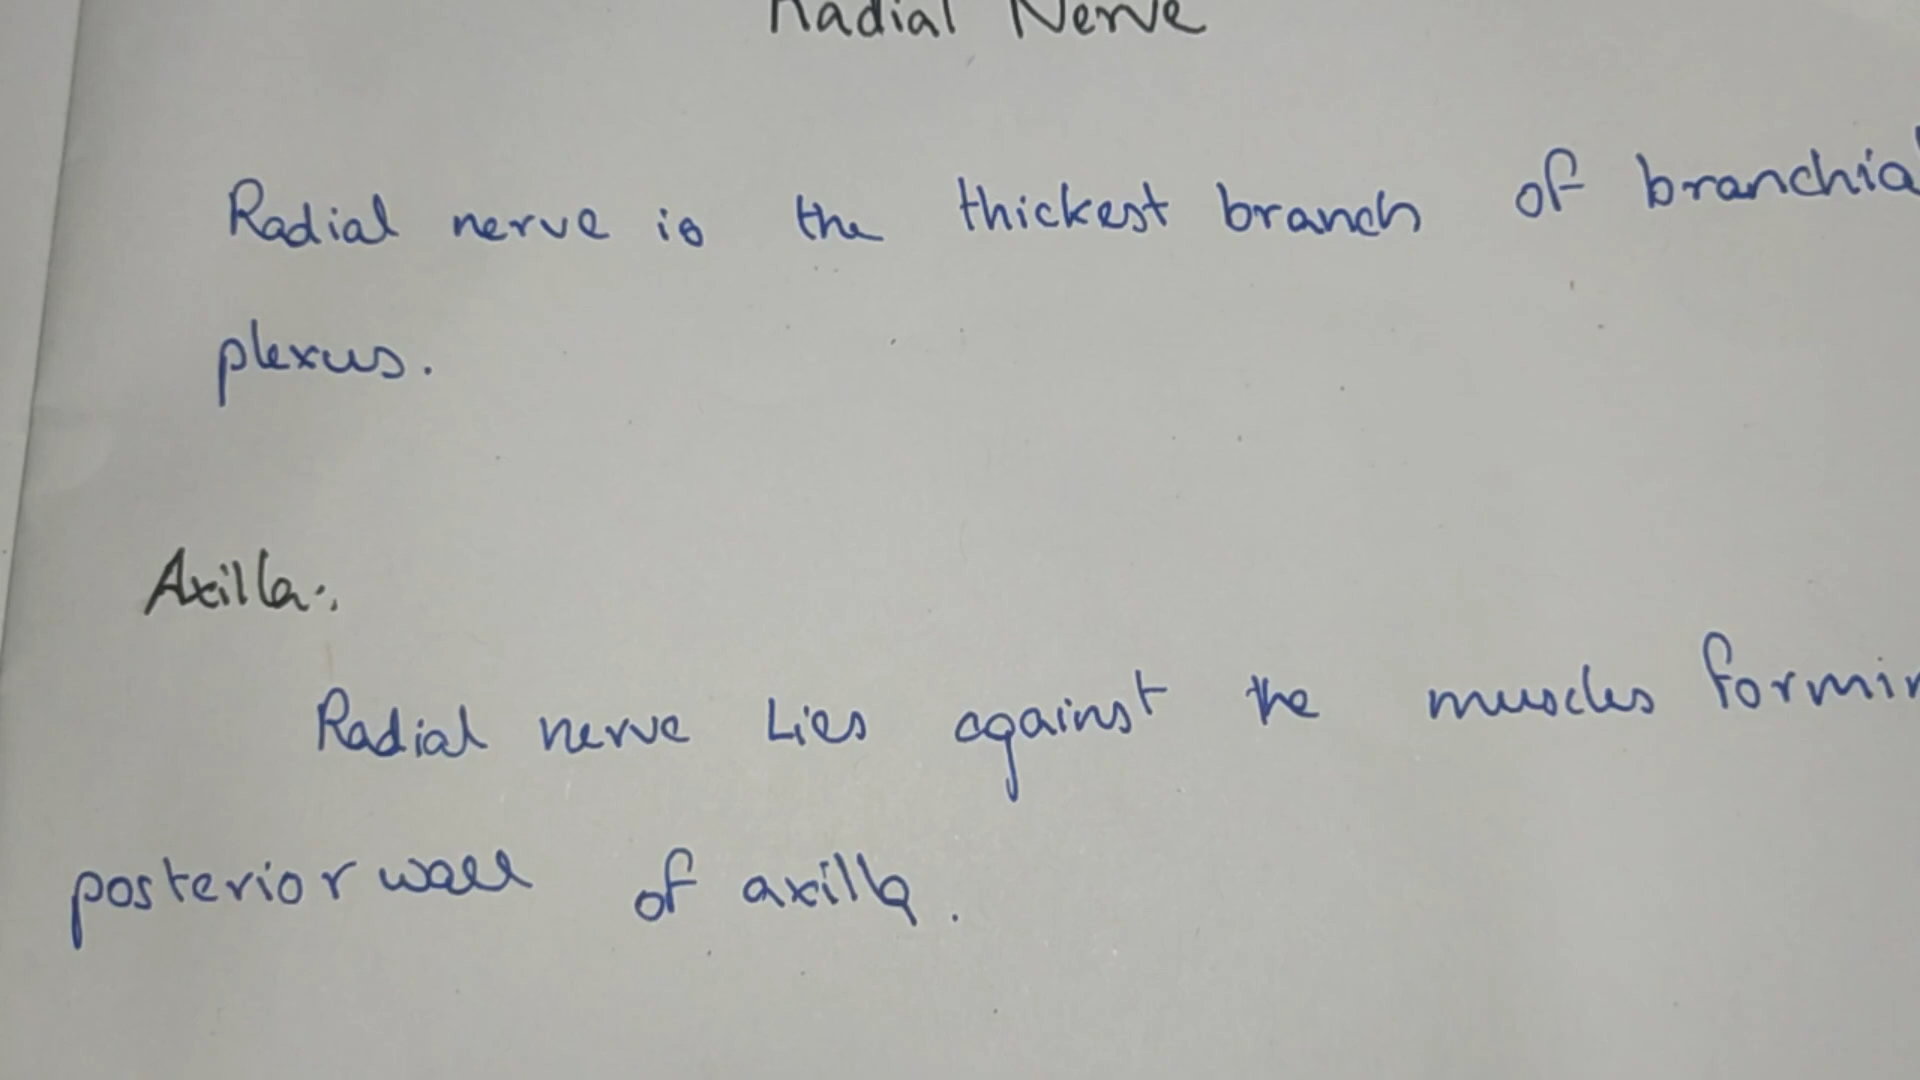 Radial Nerve
Radial nerve is the thickest branch of branchial
plexus.
Axilla:
Radial nerve Lies against the muscles formin
posterior wall of axilla.